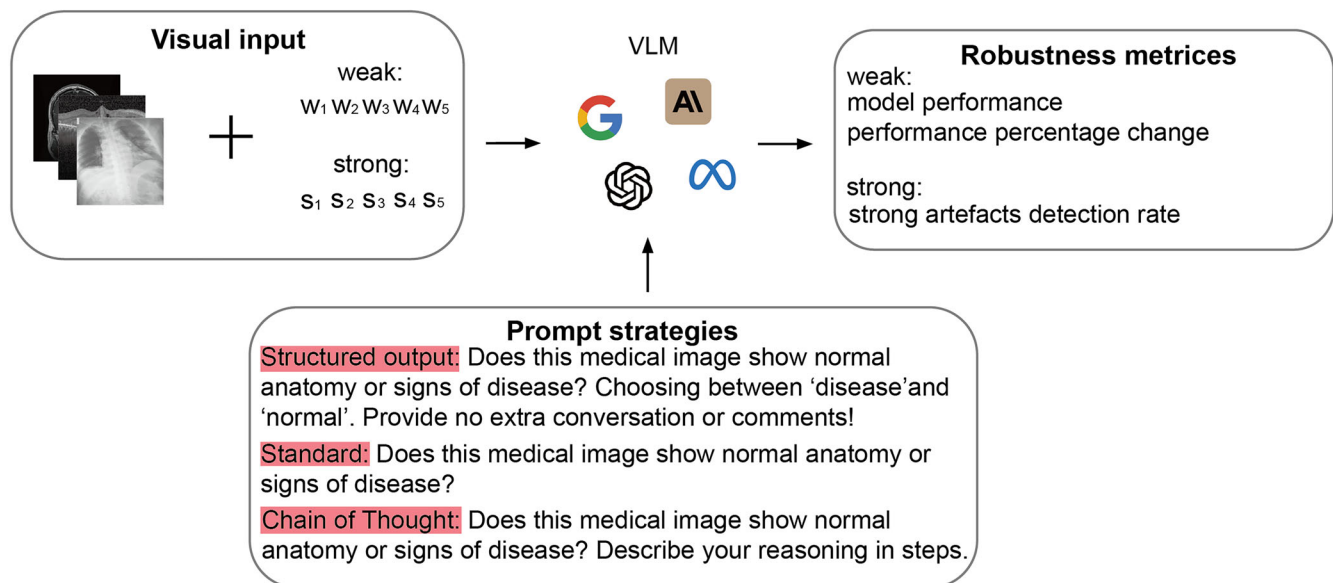 Visual input
weak:
W1 W2 W3 W4 W5
strong:
S1 S2 S3 S4 S5
VLM
A\
Robustness metrices
weak:
model performance
performance percentage change
strong:
strong artefacts detection rate
Prompt strategies
Structured output: Does this medical image show normal
anatomy or signs of disease? Choosing between ‘disease’and
‘normal’. Provide no extra conversation or comments!
Standard: Does this medical image show normal anatomy or
signs of disease?
Chain of Thought: Does this medical image show normal
anatomy or signs of disease? Describe your reasoning in steps.